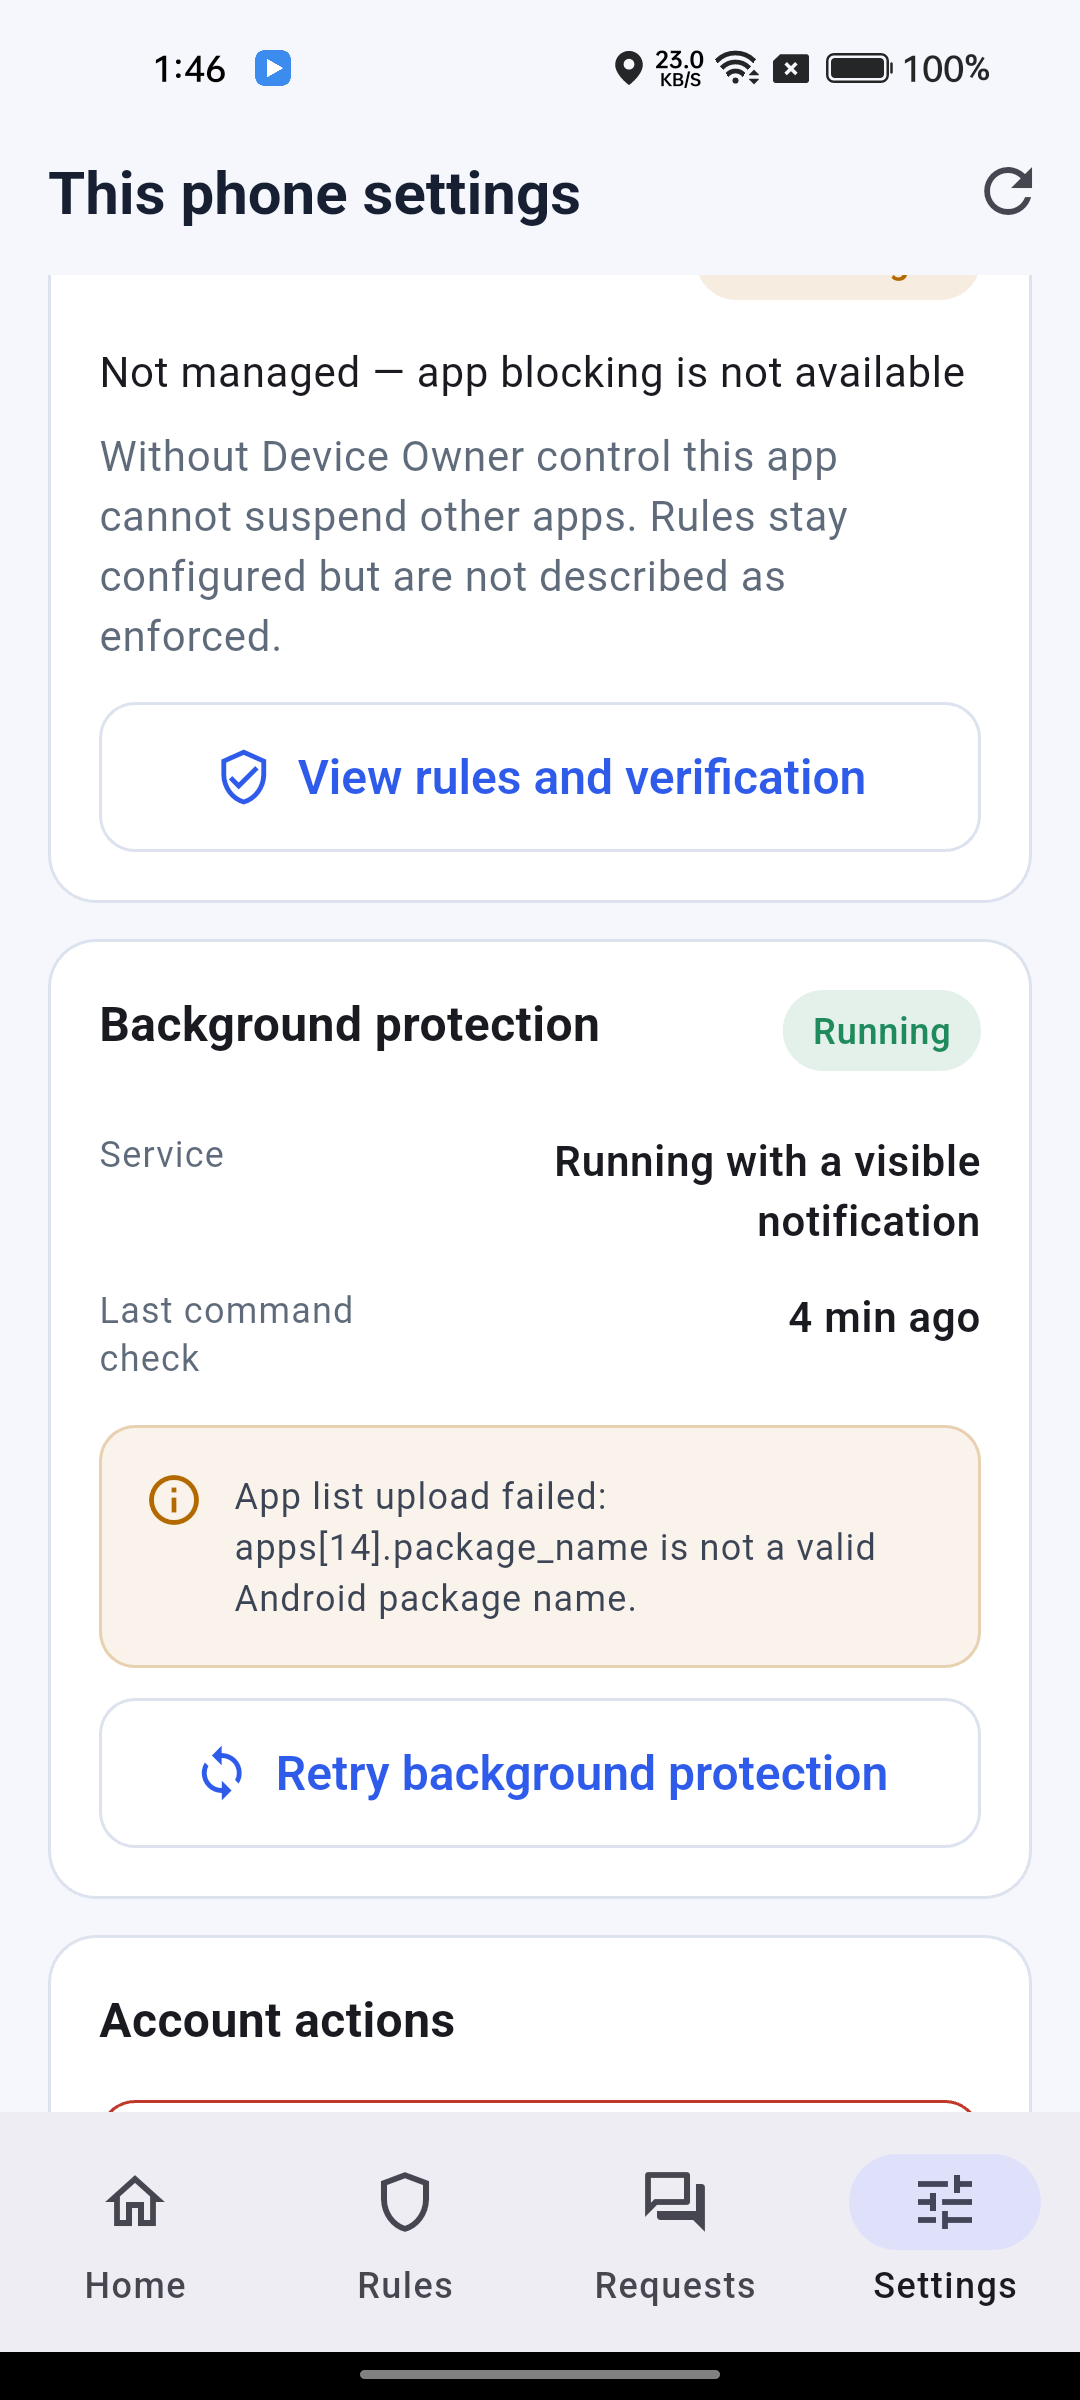 1:46
23.0
KB/S
100%
This phone settings
Not managed — app blocking is not available
Without Device Owner control this app
cannot suspend other apps. Rules stay
configured but are not described as
enforced.
View rules and verification
Background protection
Running
Service
Running with a visible
notification
Last command
check
4 min ago
App list upload failed:
apps[14].package_name is not a valid
Android package name.
Retry background protection
Account actions
Home
Rules
Requests
Settings